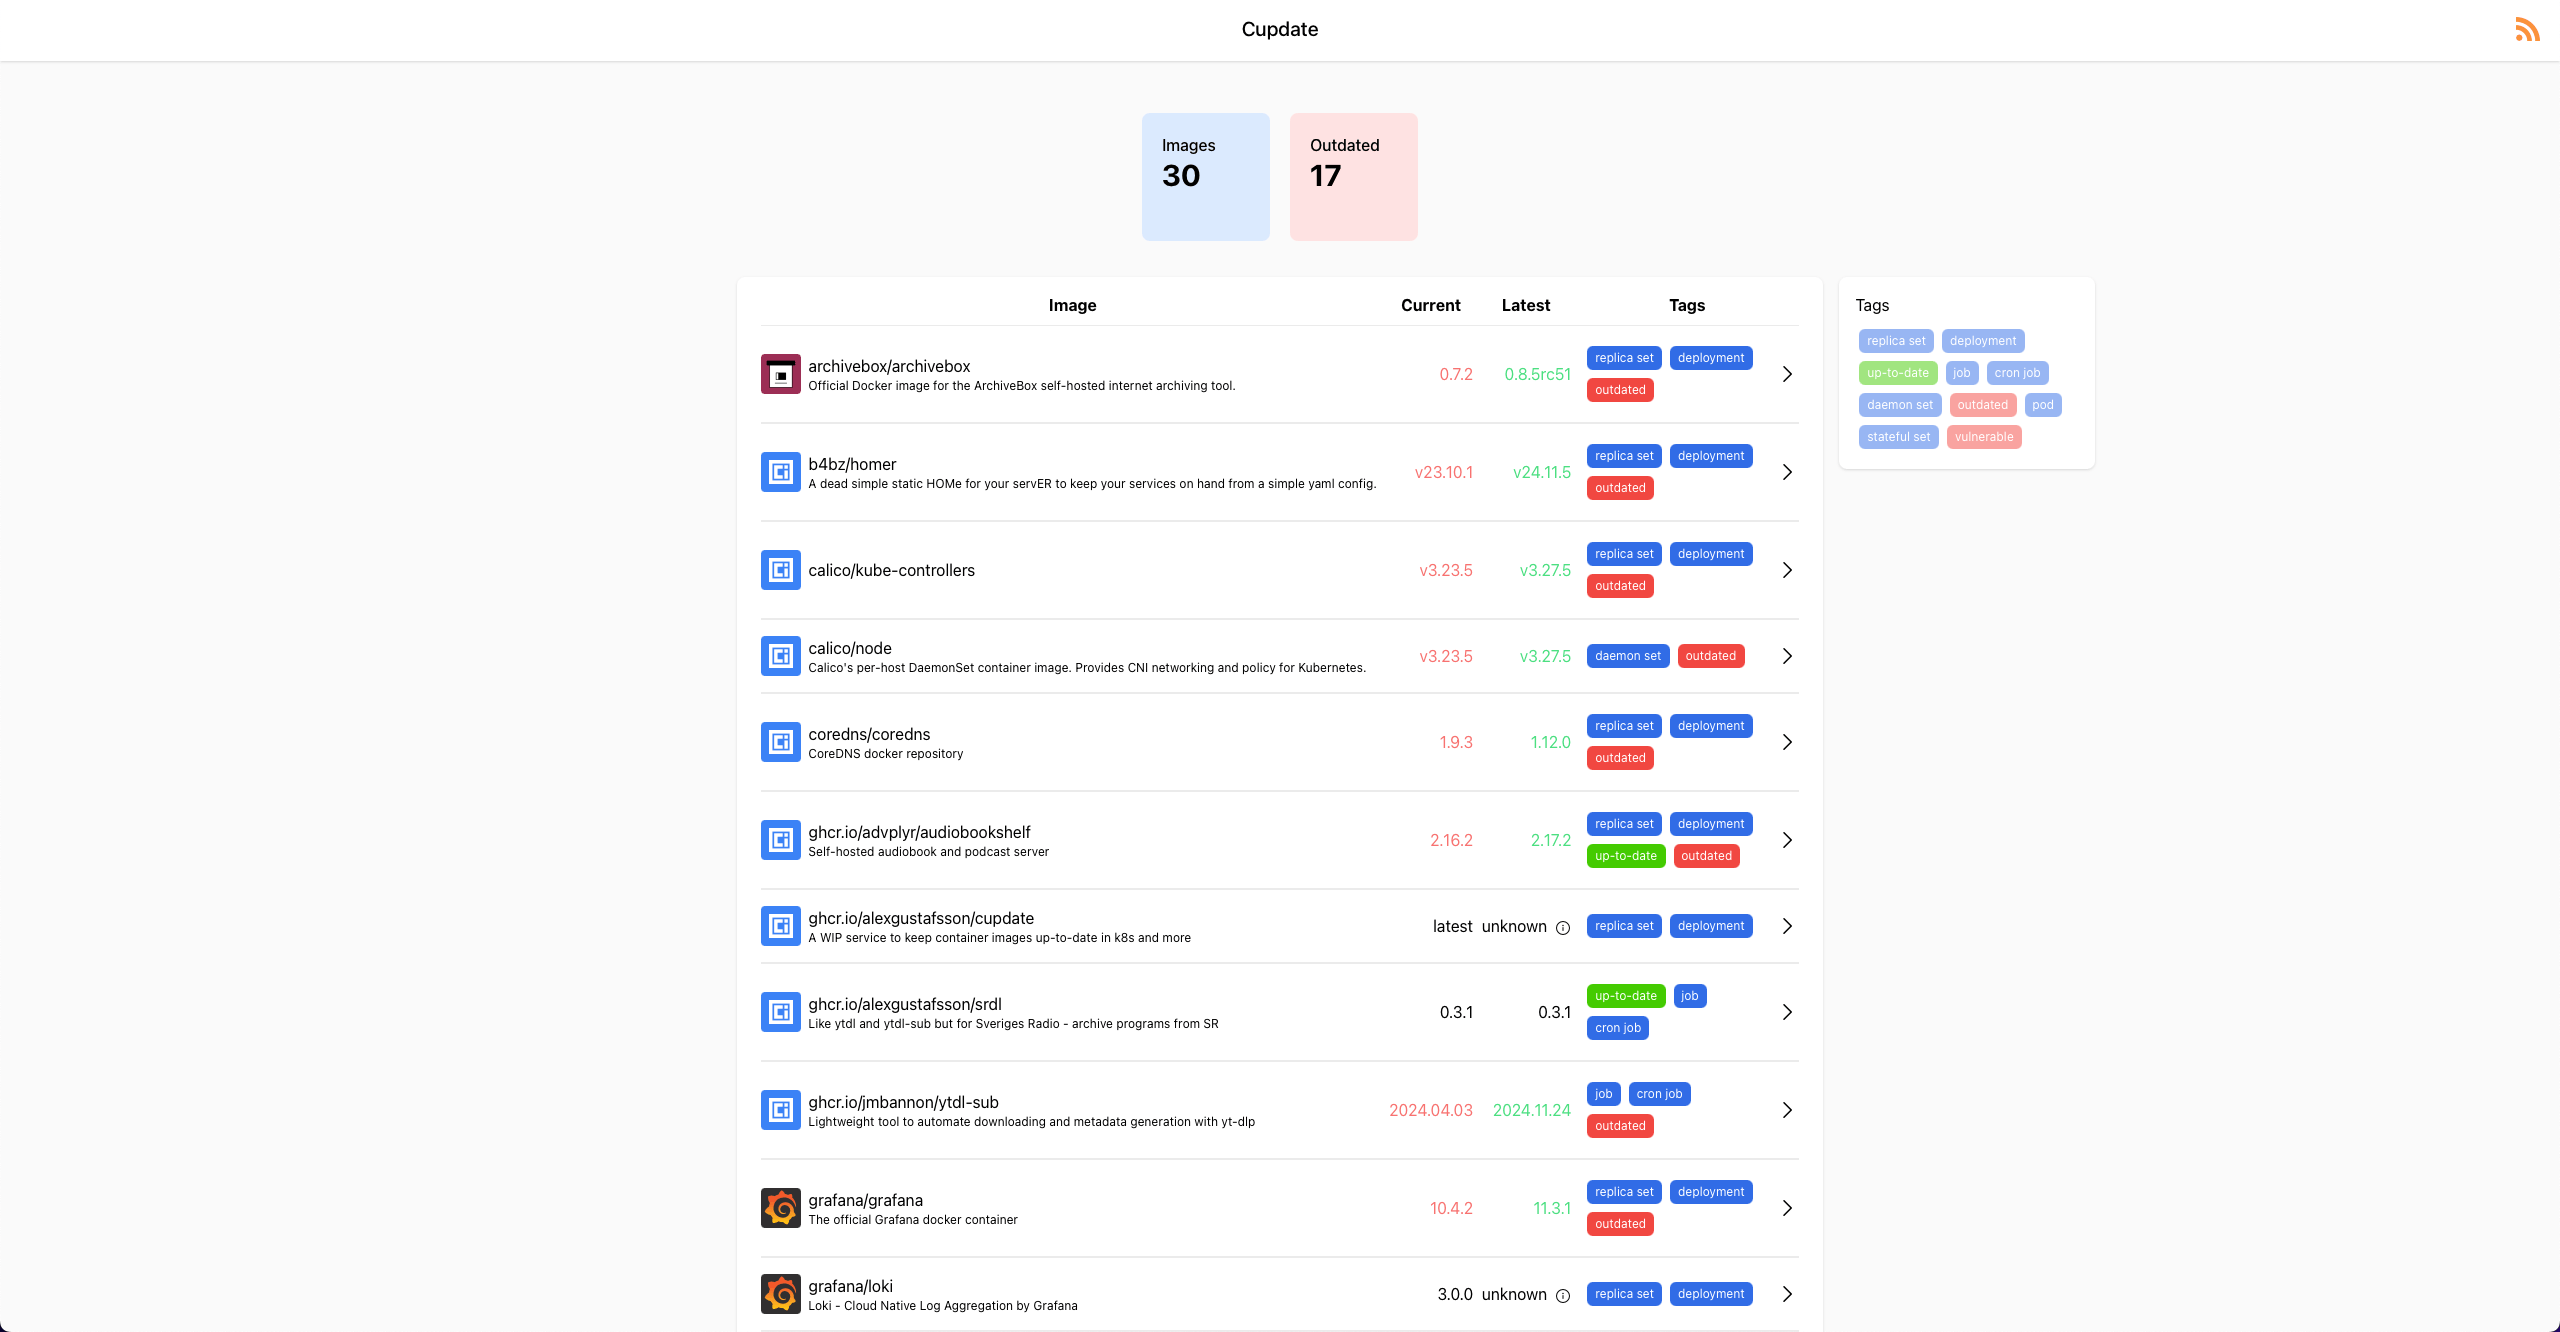 Cupdate
Images
30
Outdated
17
Image Current Latest Tags
archivebox/archivebox
Official Docker image for the ArchiveBox self-hosted internet archiving tool.
0.7.2 0.8.5rc51
replica set deployment
outdated
b4bz/homer
A dead simple static HOMe for your servER to keep your services on hand from a simple yaml config.
v23.10.1 v24.11.5
replica set deployment
outdated
calico/kube-controllers
v3.23.5 v3.27.5
replica set deployment
outdated
calico/node
Calico's per-host DaemonSet container image. Provides CNI networking and policy for Kubernetes.
v3.23.5 v3.27.5
daemon set outdated
coredns/coredns
CoreDNS docker repository
1.9.3 1.12.0
replica set deployment
outdated
ghcr.io/advplyr/audiobookshelf
Self-hosted audiobook and podcast server
2.16.2 2.17.2
replica set deployment
up-to-date outdated
ghcr.io/alexgustafsson/cupdate
A WIP service to keep container images up-to-date in k8s and more
latest unknown
replica set deployment
ghcr.io/alexgustafsson/srdl
Like ytdl and ytdl-sub but for Sveriges Radio - archive programs from SR
0.3.1 0.3.1
up-to-date job
cron job
ghcr.io/jmbannon/ytdl-sub
Lightweight tool to automate downloading and metadata generation with yt-dlp
2024.04.03 2024.11.24
job cron job
outdated
grafana/grafana
The official Grafana docker container
10.4.2 11.3.1
replica set deployment
outdated
grafana/loki
Loki - Cloud Native Log Aggregation by Grafana
3.0.0 unknown
replica set deployment
Tags
replica set deployment
up-to-date job cron job
daemon set outdated pod
stateful set vulnerable